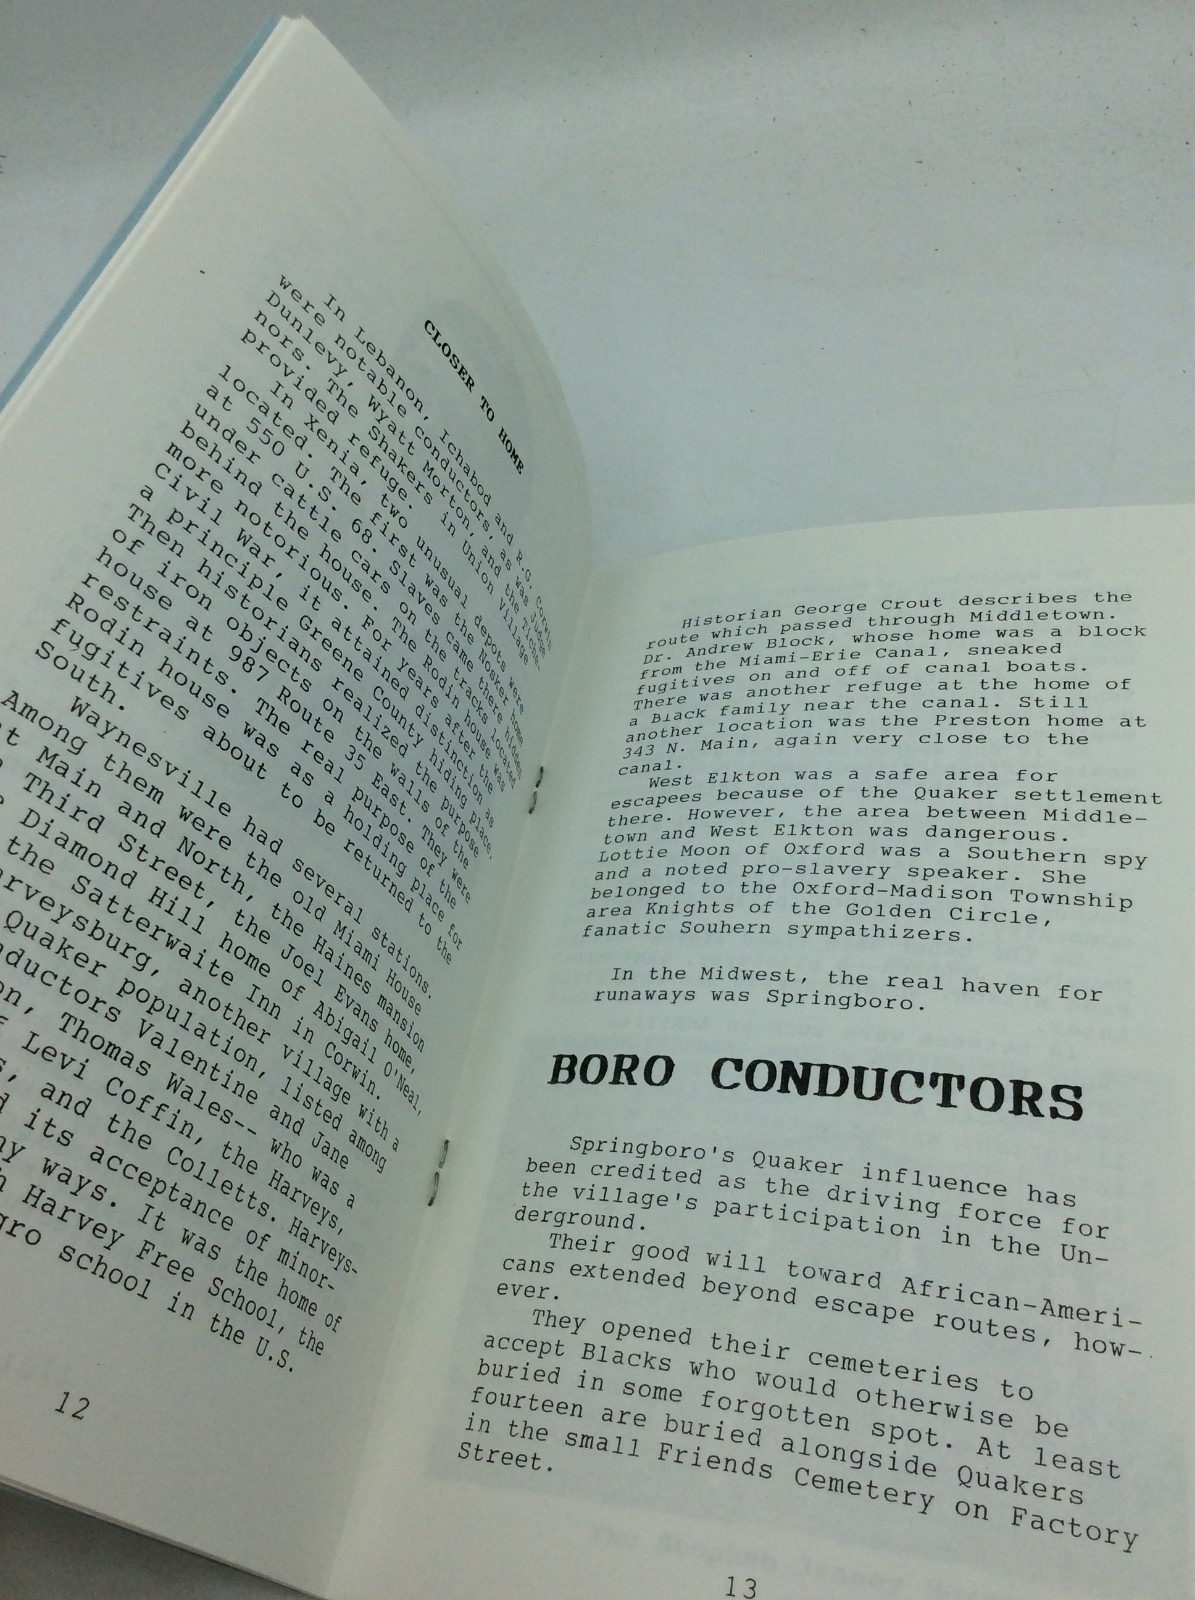 CLOSER TO HOME
In Lebanon, Ichabod and R.G. Corwin
were notable conductors, as was Judge
Dunlevy, Wyatt Morton, and the Tiche-
nors. The Shakers in Union Village
provided refuge.
In Xenia, two unusual depots were
located. The first was the Nosker home
at 550 U.S. 68. Slaves came there hidden
under cattle cars on the tracks located
behind the house. The Rodin house was
more notorious. For years after the
Civil War, it attained distinction as
a principle Greene County hiding place.
Then historians realized the purpose
of iron objects on the walls of the
house at 987 Route 35 East. They were
restraints. The real purpose of the
Rodin house was as a holding place for
fugitives about to be returned to the
South.
Waynesville had several stations.
Among them were the old Miami House
Main and North, the Haines mansion
Third Street, the Joel Evans home,
Diamond Hill home of Abigail O'Neal,
the Satterwaite Inn in Corwin.
another village with a
Quaker population, listed among
Valentine and Jane
Thomas Wales-- who was a
Levi Coffin, the Harveys,
and the Colletts. Harveys-
its acceptance of minor-
ways. It was the home of
Harvey Free School, the
school in the U.S.
12
Historian George Crout describes the
route which passed through Middletown.
Dr. Andrew Block, whose home was a block
from the Miami-Erie Canal, sneaked
fugitives on and off of canal boats.
There was another refuge at the home of
a Black family near the canal. Still
another location was the Preston home at
343 N. Main, again very close to the
canal.
West Elkton was a safe area for
escapees because of the Quaker settlement
there. However, the area between Middle-
town and West Elkton was dangerous.
Lottie Moon of Oxford was a Southern spy
and a noted pro-slavery speaker. She
belonged to the Oxford-Madison Township
area Knights of the Golden Circle,
fanatic Souhern sympathizers.
In the Midwest, the real haven for
runaways was Springboro.
BORO CONDUCTORS
Springboro's Quaker influence has
been credited as the driving force for
the village's participation in the Un-
derground.
Their good will toward African-Ameri-
cans extended beyond escape routes, how-
ever.
They opened their cemeteries to
accept Blacks who would otherwise be
buried in some forgotten spot. At least
fourteen are buried alongside Quakers
in the small Friends Cemetery on Factory
Street.
13